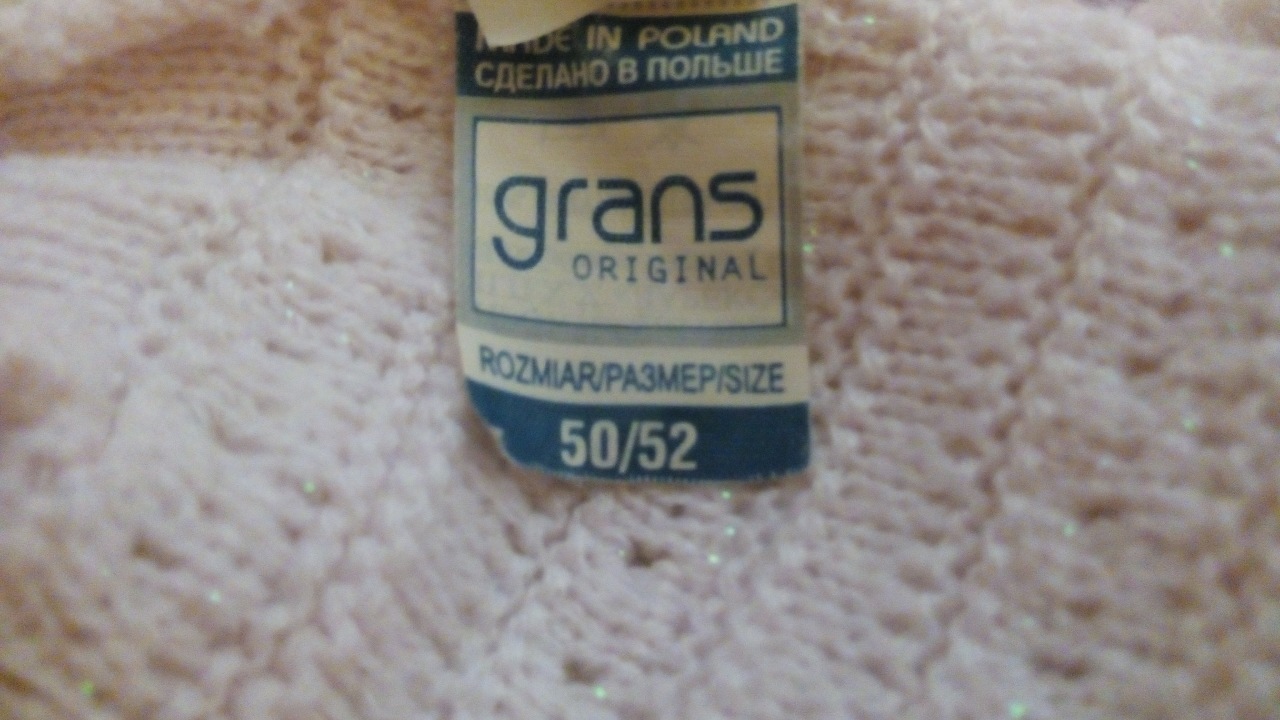 MADE IN POLAND
СДЕЛАНО В ПОЛЬШЕ
grans
ORIGINAL
ROZMIAR/РАЗМЕР/SIZE
50/52